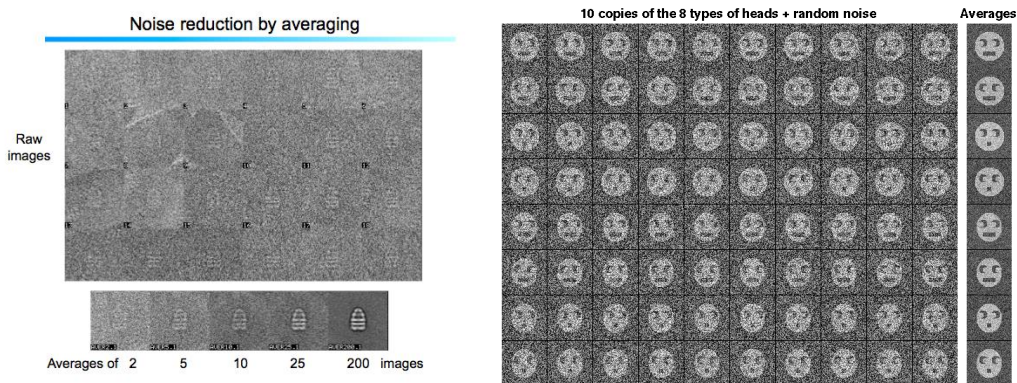 Noise reduction by averaging
Raw
images
Averages of 2 5 10 25 200 images
10 copies of the 8 types of heads + random noise
Averages